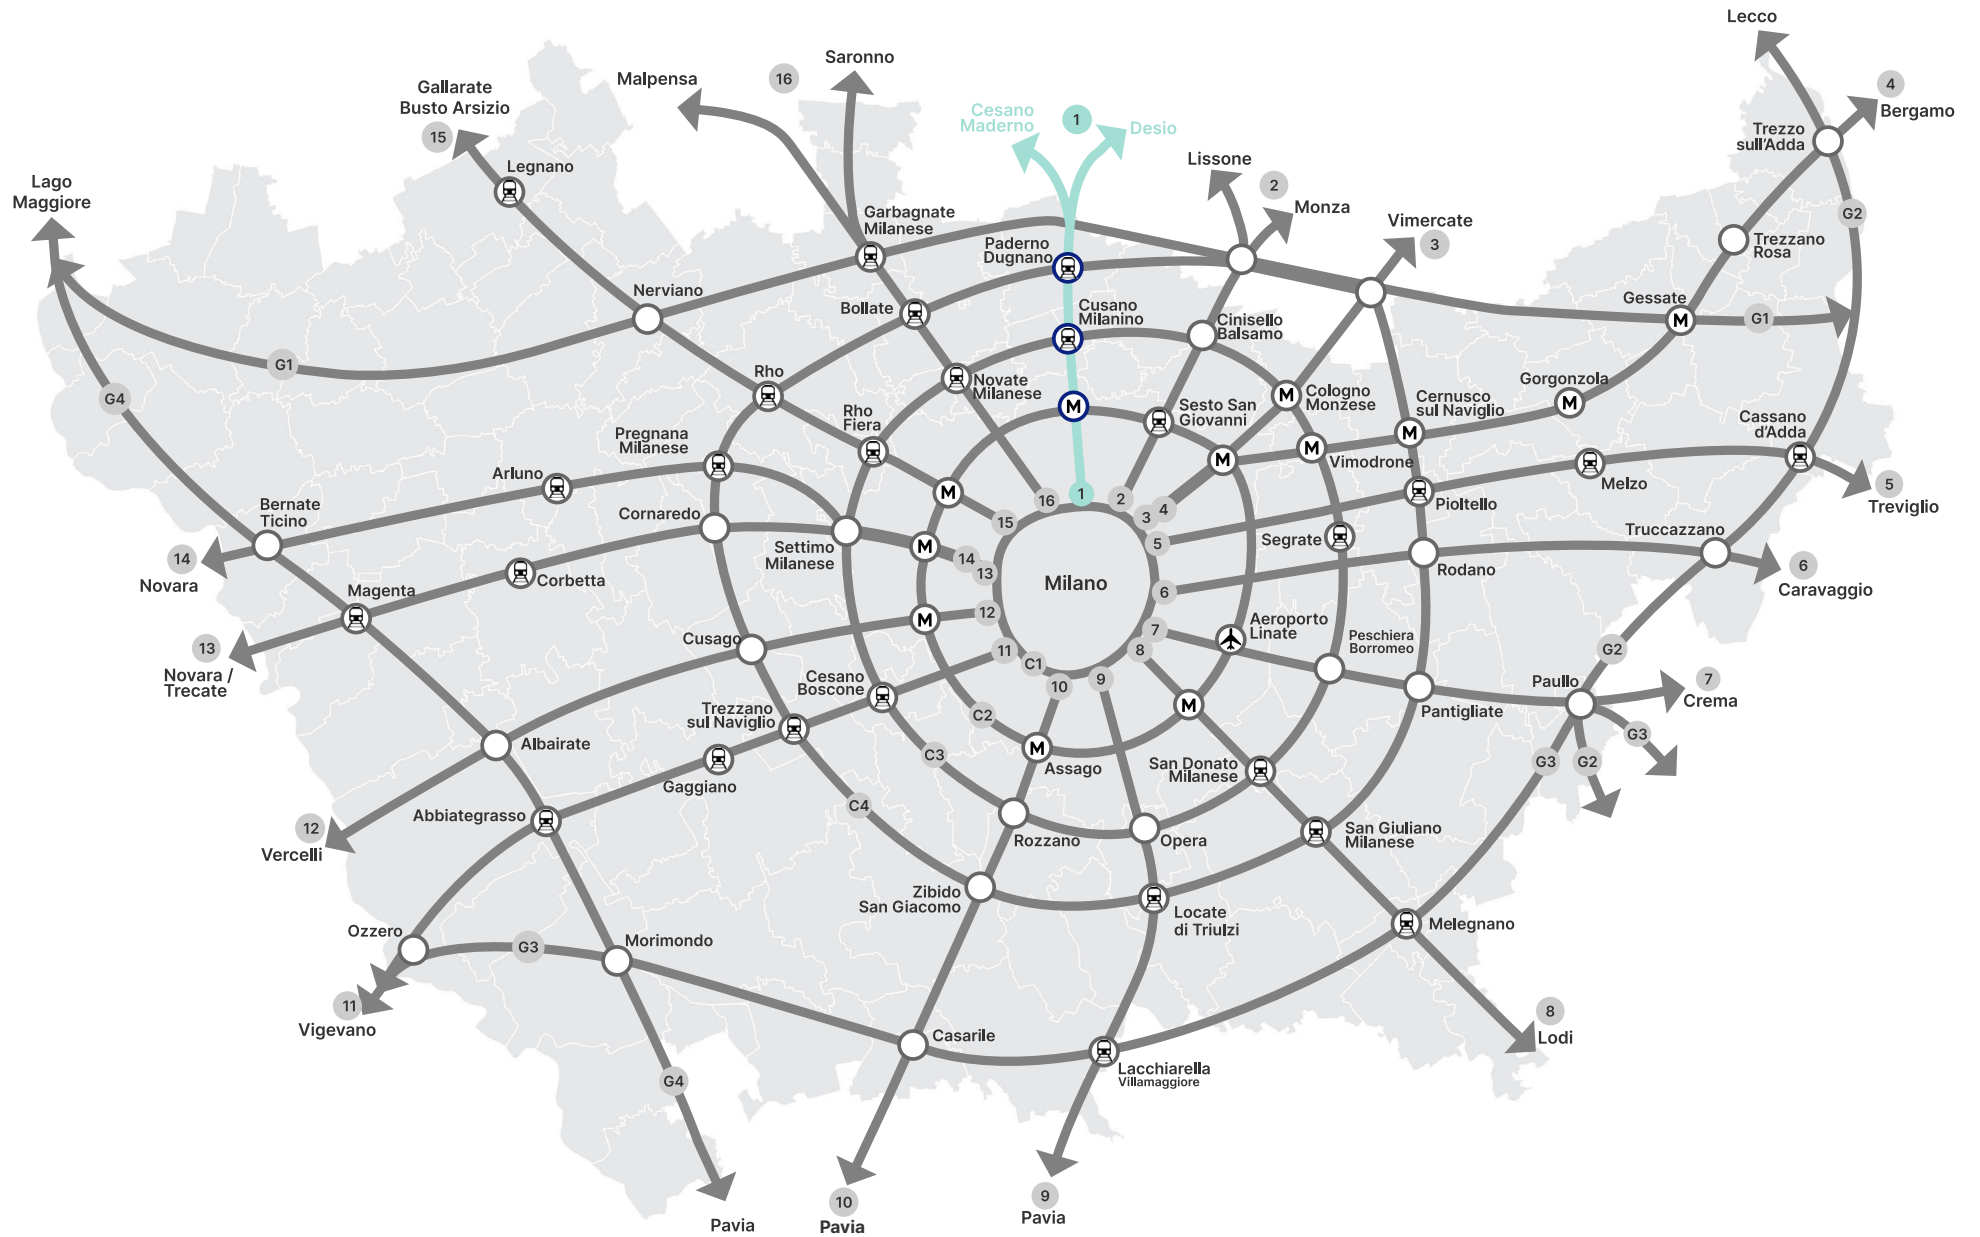 Lecco
4
Bergamo
Trezzo
sull'Adda
Saronno
16
Malpensa
Gallarate
Busto Arsizio
15
Legnano
Cesano
Maderno
1
Desio
Lissone
2
Monza
Vimercate
3
Lago
Maggiore
Garbagnate
Milanese
Paderno
Dugnano
G2
Trezzano
Rosa
Nerviano
Bollate
Cusano
Milanino
Cinisello
Balsamo
Gessate
M
G1
G1
G4
Rho
Novate
Milanese
Rho
Fiera
M
Sesto San
Giovanni
M
Cologno
Monzese
Cernusco
sul Naviglio
M
Gorgonzola
M
Cassano
d'Adda
Pregnana
Milanese
Arluno
M
M
M
Vimodrone
Melzo
5
Treviglio
Bernate
Ticino
Cornaredo
Settimo
Milanese
16
1
2
3
4
15
5
Pioltello
Segrate
Truccazzano
14
Novara
Corbetta
M
14
13
Milano
6
Rodano
6
Caravaggio
Magenta
13
Novara /
Trecate
Cusago
M
12
7
Aeroporto
Linate
Peschiera
Borromeo
G2
11
C1
8
10
9
Cesano
Boscone
Trezzano
sul Naviglio
C2
Pantigliate
Paullo
7
Crema
G3
Albairate
Gaggiano
C3
M
Assago
San Donato
Milanese
G3
G2
Abbiategrasso
C4
12
Vercelli
Rozzano
Opera
San Giuliano
Milanese
Zibido
San Giacomo
Locate
di Triulzi
Melegnano
Ozzero
G3
Morimondo
11
Vigevano
Casarile
Lacchiarella
Villamaggiore
8
Lodi
G4
Pavia
10
Pavia
9
Pavia